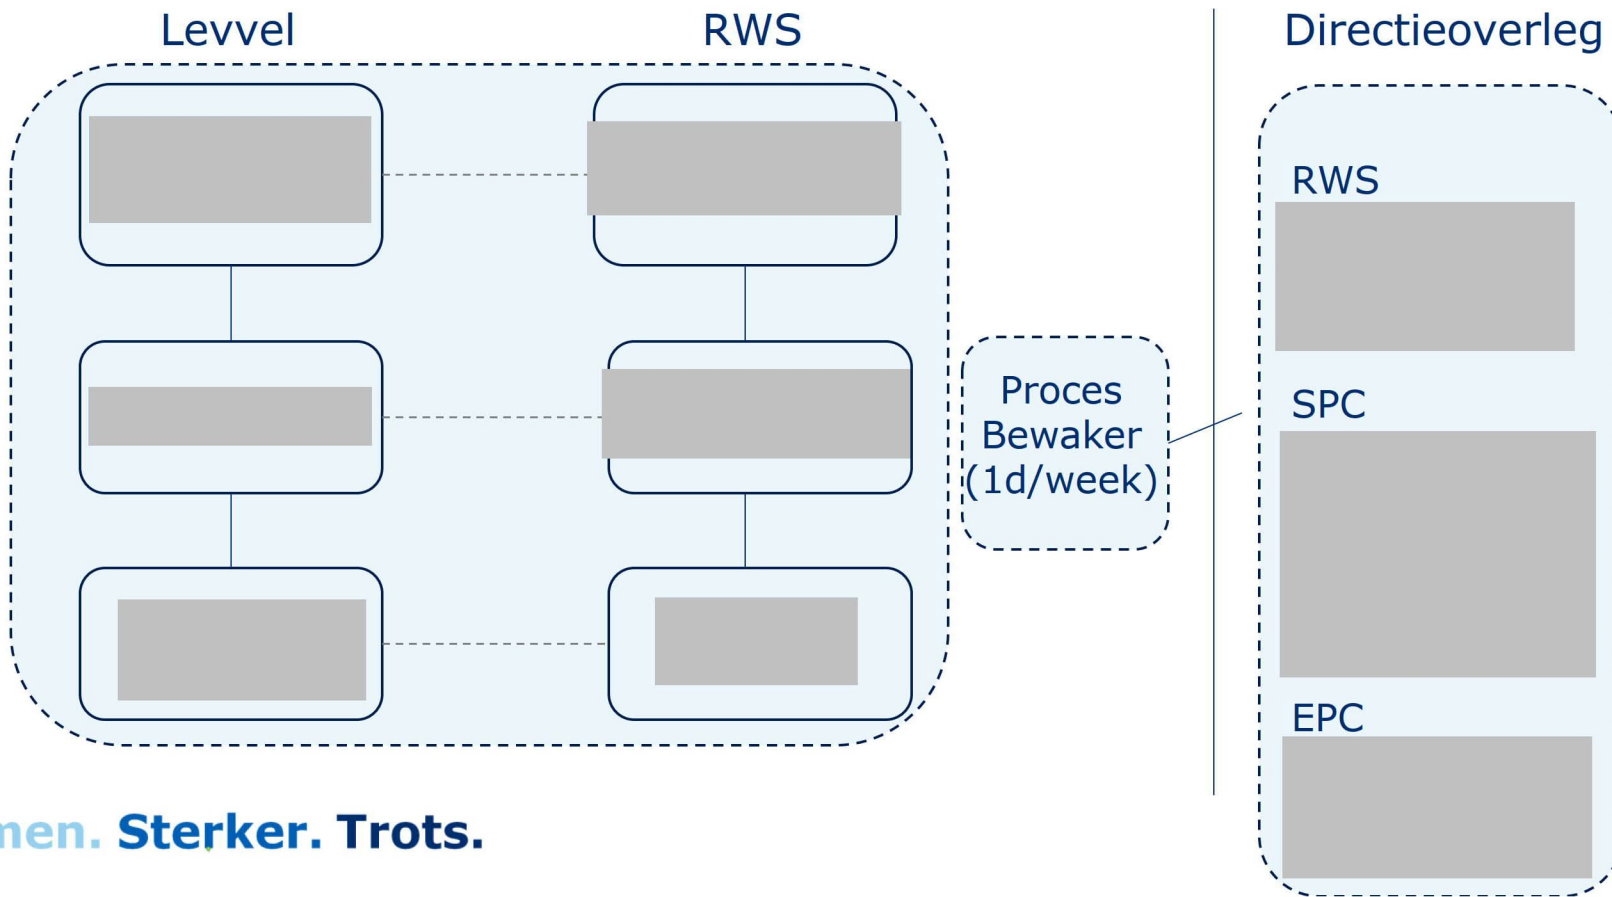 Levvel
RWS
Directieoverleg
Proces
Bewaker
(1d/week)
RWS
SPC
EPC
men. Sterker. Trots.